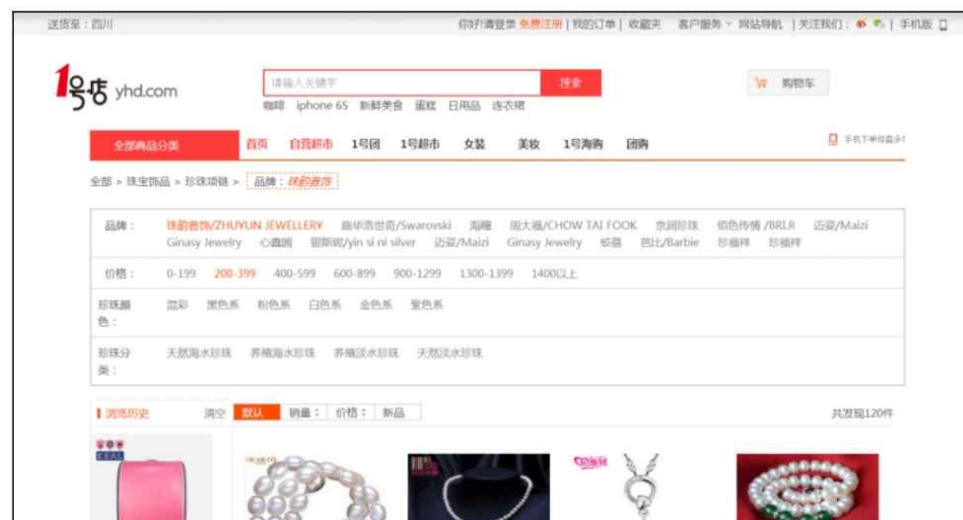 送货至：四川
你好!请登录 免费注册 | 我的订单 | 收藏夹 客户服务 网站导航 | 关注我们： | 手机版
1号店 yhd.com
请输入关键字 搜索
购物车
咖啡 iphone 6S 新鲜美食 蛋糕 日用品 连衣裙
全部商品分类 首页 自营超市 1号团 1号超市 女装 美妆 1号海购 团购
全部 > 珠宝饰品 > 珍珠项链 > 品牌：珠韵首饰
品牌： 珠韵首饰/ZHUYUN JEWELLERY 施华洛世奇/Swarovski 海瞳 周大福/CHOW TAI FOOK 京润珍珠 佰色传情 /BRLR 迈姿/Maizi
Ginasy Jewelry 心鑫圆 银斯妮/yin si ni silver 迈姿/Maizi Ginasy Jewelry 蛟蓓 芭比/Barbie 珍福祥 珍福祥
价格： 0-199 200-399 400-599 600-899 900-1299 1300-1399 1400以上
珍珠颜色： 混彩 黑色系 粉色系 白色系 金色系 紫色系
珍珠分类： 天然海水珍珠 养殖海水珍珠 养殖淡水珍珠 天然淡水珍珠
浏览历史 清空 默认 销量： 价格： 新品 共发现120件